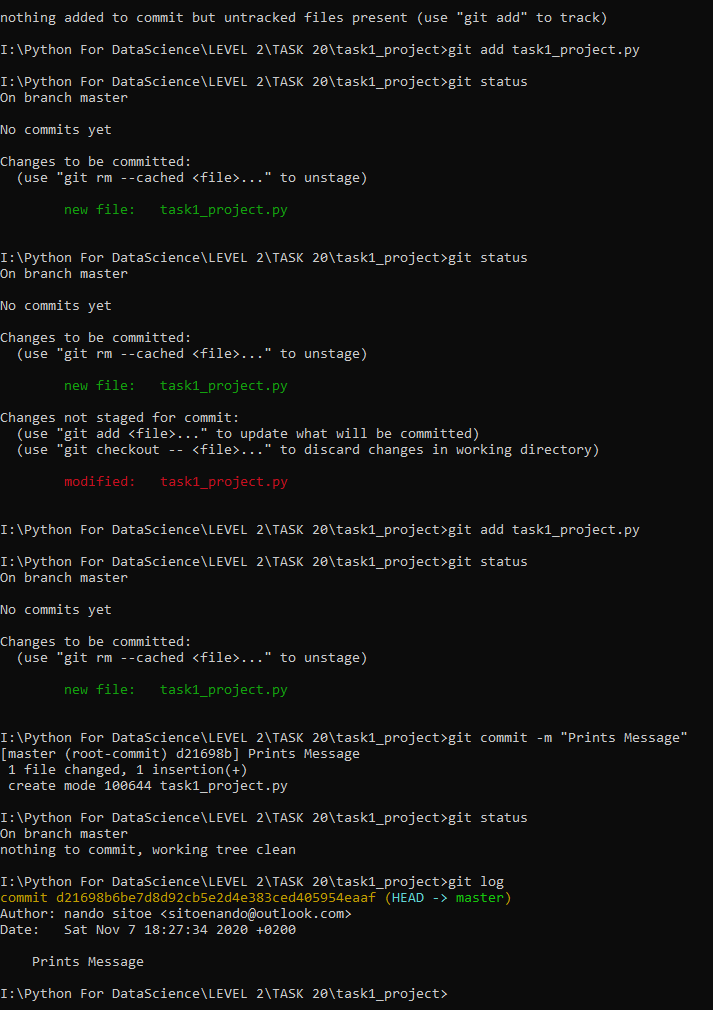 nothing added to commit but untracked files present (use "git add" to track)
I:\Python For DataScience\LEVEL 2\TASK 20\task1_project>git add task1_project.py
I:\Python For DataScience\LEVEL 2\TASK 20\task1_project>git status
On branch master
No commits yet
Changes to be committed:
  (use "git rm --cached <file>..." to unstage)
        new file:   task1_project.py
I:\Python For DataScience\LEVEL 2\TASK 20\task1_project>git status
On branch master
No commits yet
Changes to be committed:
  (use "git rm --cached <file>..." to unstage)
        new file:   task1_project.py
Changes not staged for commit:
  (use "git add <file>..." to update what will be committed)
  (use "git checkout -- <file>..." to discard changes in working directory)
        modified:   task1_project.py
I:\Python For DataScience\LEVEL 2\TASK 20\task1_project>git add task1_project.py
I:\Python For DataScience\LEVEL 2\TASK 20\task1_project>git status
On branch master
No commits yet
Changes to be committed:
  (use "git rm --cached <file>..." to unstage)
        new file:   task1_project.py
I:\Python For DataScience\LEVEL 2\TASK 20\task1_project>git commit -m "Prints Message"
[master (root-commit) d21698b] Prints Message
 1 file changed, 1 insertion(+)
 create mode 100644 task1_project.py
I:\Python For DataScience\LEVEL 2\TASK 20\task1_project>git status
On branch master
nothing to commit, working tree clean
I:\Python For DataScience\LEVEL 2\TASK 20\task1_project>git log
commit d21698b6be7d8d92cb5e2d4e383ced405954eaaf (HEAD -> master)
Author: nando sitoe <sitoenando@outlook.com>
Date:   Sat Nov 7 18:27:34 2020 +0200
    Prints Message
I:\Python For DataScience\LEVEL 2\TASK 20\task1_project>